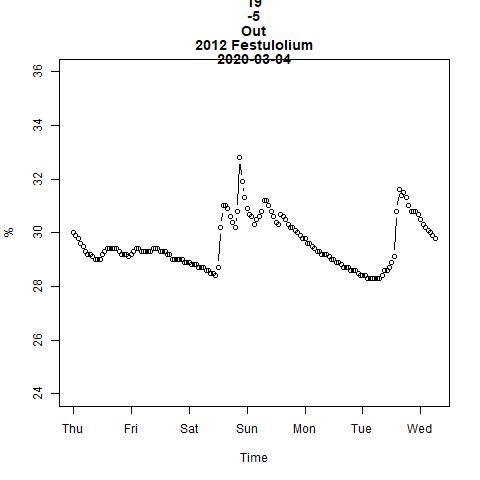 19
-5
Out
2012 Festulolium
2020-03-04
36
34
32
30
28
26
24
%
Thu Fri Sat Sun Mon Tue Wed
Time